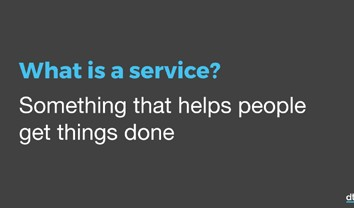 What is a service?
Something that helps people
get things done